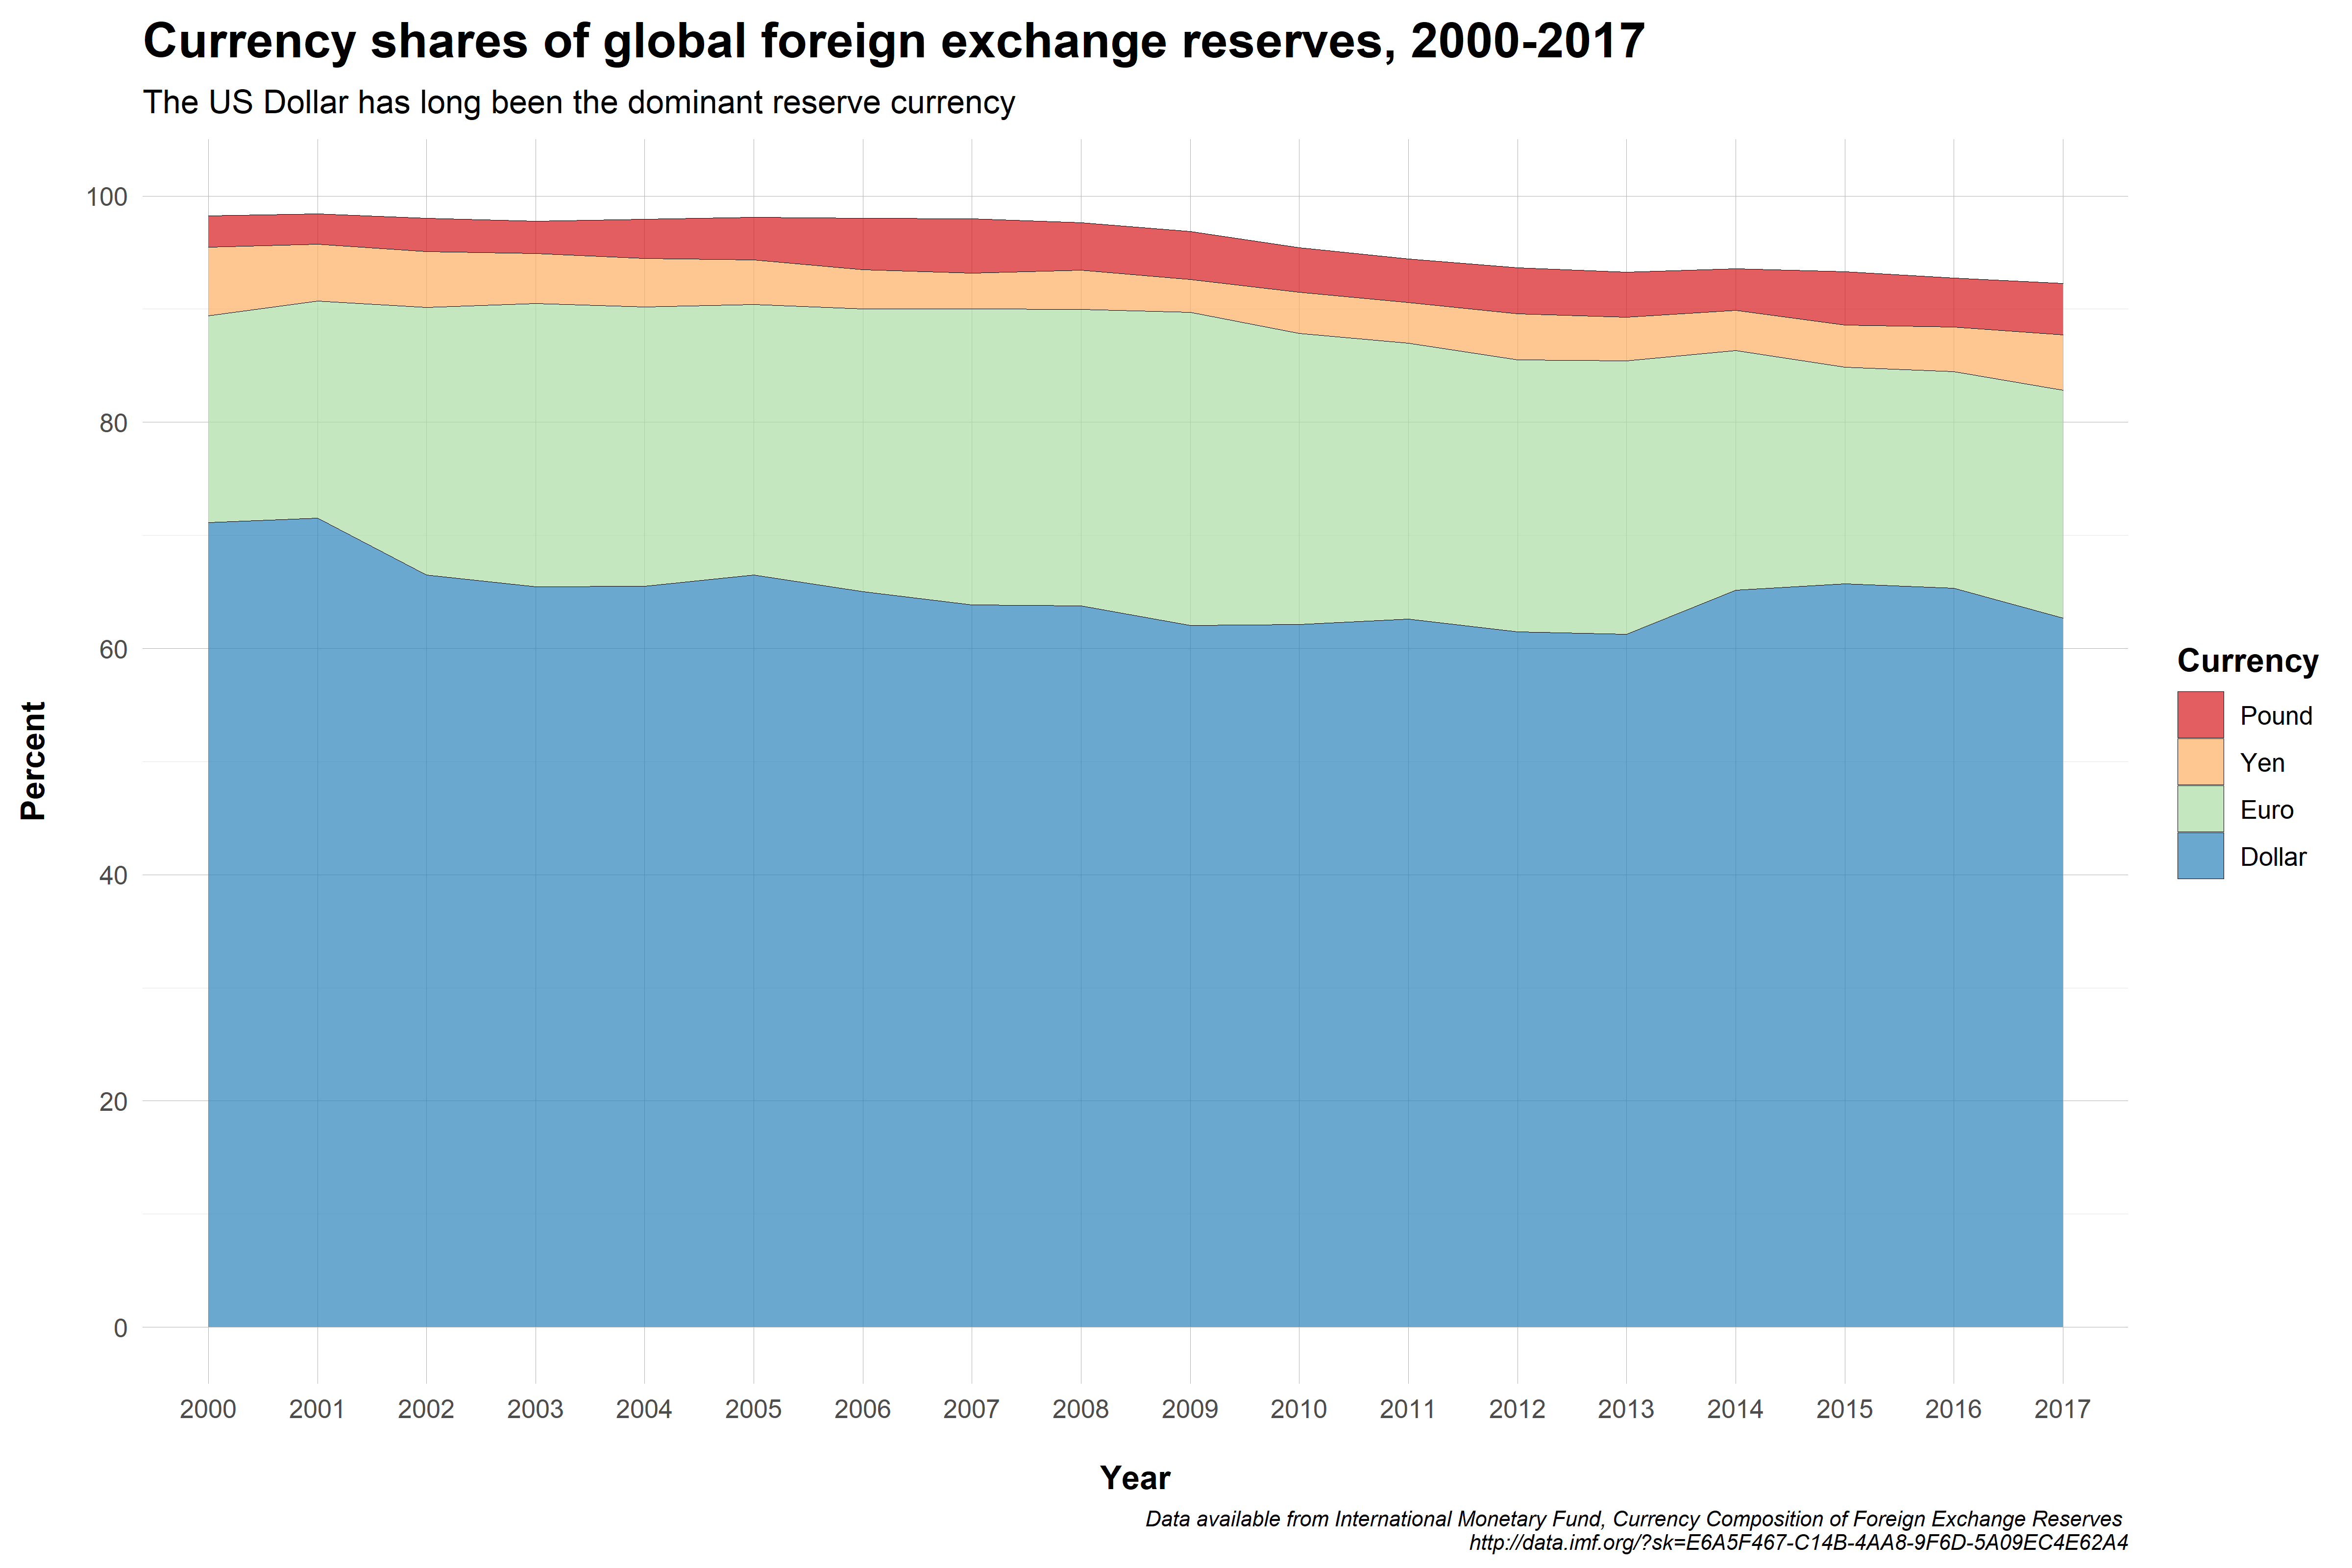 Currency shares of global foreign exchange reserves, 2000-2017
The US Dollar has long been the dominant reserve currency
100
80
60
40
20
0
Percent
2000 2001 2002 2003 2004 2005 2006 2007 2008 2009 2010 2011 2012 2013 2014 2015 2016 2017
Year
Currency
Pound
Yen
Euro
Dollar
Data available from International Monetary Fund, Currency Composition of Foreign Exchange Reserves
http://data.imf.org/?sk=E6A5F467-C14B-4AA8-9F6D-5A09EC4E62A4